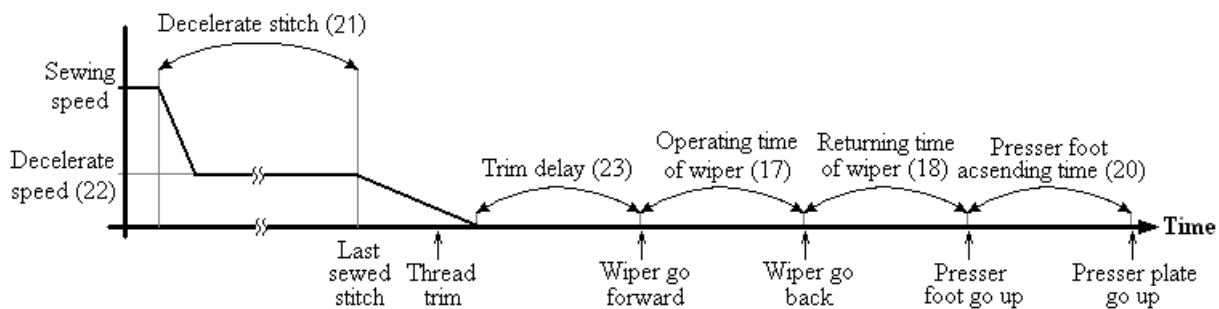 Decelerate stitch (21)
Sewing
speed
Decelerate
speed (22)
Trim delay (23)
Operating time
of wiper (17)
Returning time
of wiper (18)
Presser foot
acsending time (20)
Time
Last
sewed
stitch
Thread
trim
Wiper go
forward
Wiper go
back
Presser
foot go up
Presser plate
go up